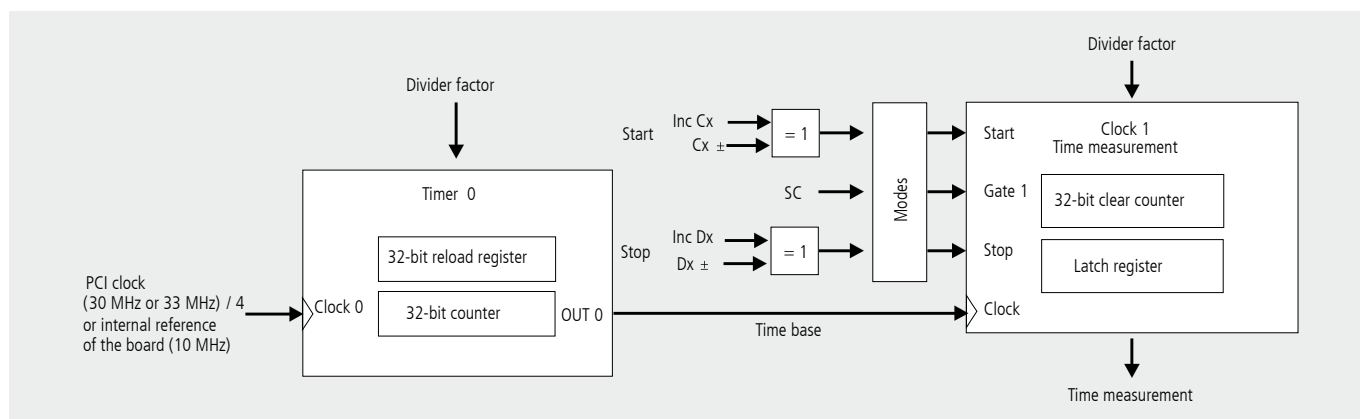 Divider factor
Timer 0
32-bit reload register
32-bit counter
Clock 0
OUT 0
PCI clock
(30 MHz or 33 MHz) / 4
or internal reference
of the board (10 MHz)
Time base
Start
Inc Cx
Cx ±
= 1
SC
Stop
Inc Dx
Dx ±
= 1
Modes
Divider factor
Start
Clock 1
Time measurement
Gate 1
32-bit clear counter
Stop
Latch register
Clock
Time measurement